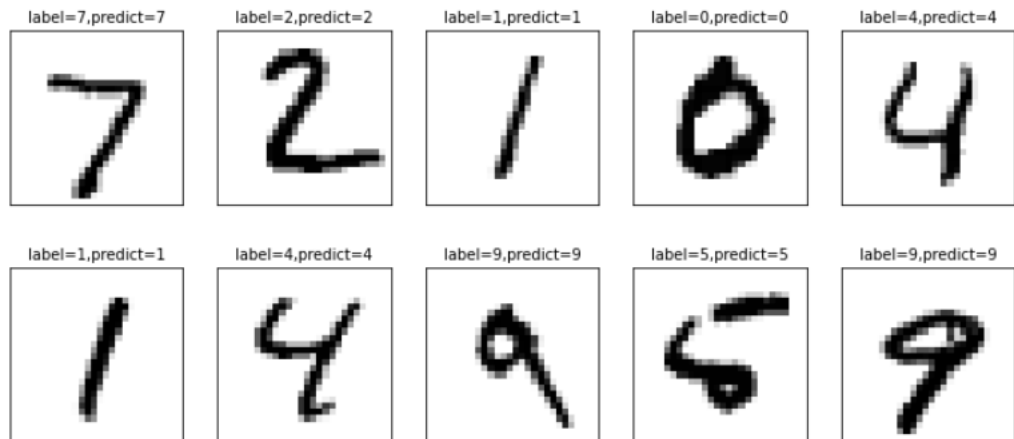 label=7,predict=7 label=2,predict=2 label=1,predict=1 label=0,predict=0 label=4,predict=4
7 2 1 0 4
label=1,predict=1 label=4,predict=4 label=9,predict=9 label=5,predict=5 label=9,predict=9
1 4 9 5 9